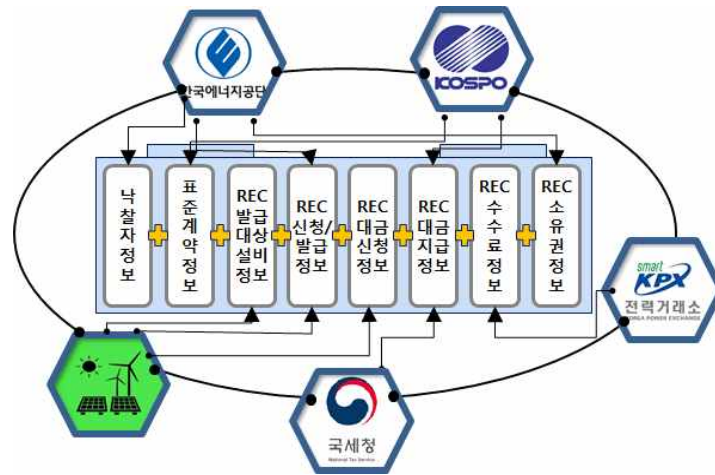 한국에너지공단
KOSPO
낙
찰
자
정
보
표
준
계
약
정
보
REC
발급
대상
설비
정보
REC
신청/
발급
정보
REC
대금
신청
정보
REC
대금
지급
정보
REC
수
수
료
정
보
REC
소
유
권
정
보
smart
KPX
전력거래소
KOREA POWER EXCHANGE
국세청
National Tax Service